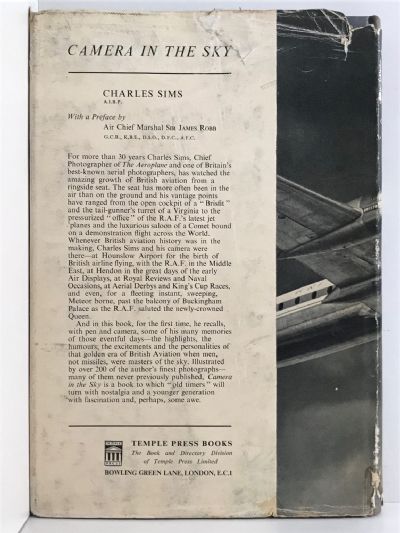 CAMERA IN THE SKY
CHARLES SIMS
A.I.B.P.
With a Preface by
Air Chief Marshal SIR JAMES ROBB
G.C.B., K.B.E., D.S.O., D.F.C., A.F.C.
For more than 30 years Charles Sims, Chief
Photographer of The Aeroplane and one of Britain's
best-known aerial photographers, has watched the
amazing growth of British aviation from a
ringside seat. The seat has more often been in the
air than on the ground and his vantage points
have ranged from the open cockpit of a "Brisfit"
and the tail-gunner's turret of a Virginia to the
pressurized "office" of the R.A.F.'s latest jet
planes and the luxurious saloon of a Comet bound
on a demonstration flight across the World.
Whenever British aviation history was in the
making, Charles Sims and his camera were
there—at Hounslow Airport for the birth of
British airline flying, with the R.A.F. in the Middle
East, at Hendon in the great days of the early
Air Displays, at Royal Reviews and Naval
Occasions, at Aerial Derbys and King's Cup Races,
and even, for a fleeting instant, sweeping,
Meteor borne, past the balcony of Buckingham
Palace as the R.A.F. saluted the newly-crowned
Queen.
And in this book, for the first time, he recalls,
with pen and camera, some of his many memories
of those eventful days—the highlights, the
humours, the excitements and the personalities of
that golden era of British Aviation when men,
not missiles, were masters of the sky. Illustrated
by over 200 of the author's finest photographs—
many of them never previously published, Camera
in the Sky is a book to which "old timers" will
turn with nostalgia and a younger generation
with fascination and, perhaps, some awe.
TEMPLE PRESS BOOKS
The Book and Directory Division
of Temple Press Limited
BOWLING GREEN LANE, LONDON, E.C.1